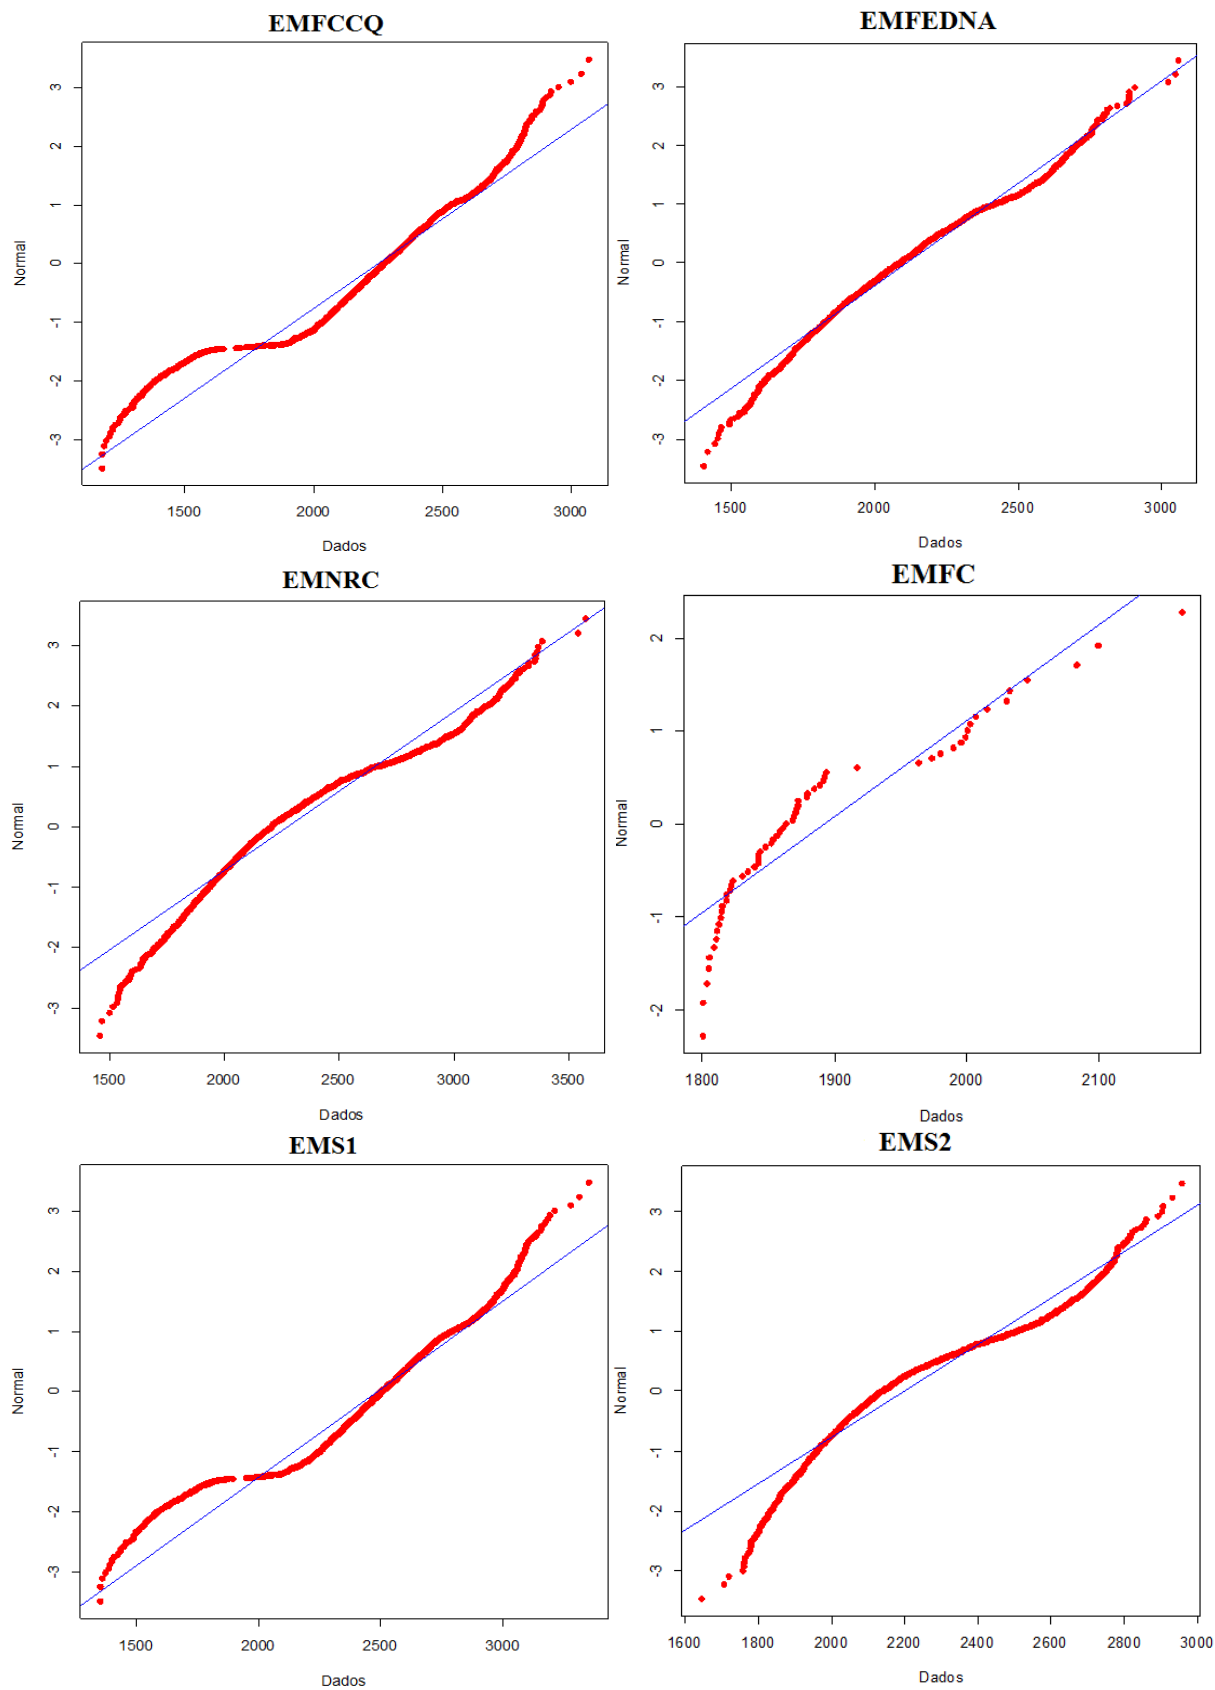 EMFCCQ
EMFEDNA
Normal
3
2
1
0
-1
-2
-3
1500 2000 2500 3000
Dados
Normal
3
2
1
0
-1
-2
-3
1500 2000 2500 3000
Dados
EMNRC
EMFC
Normal
3
2
1
0
-1
-2
-3
1500 2000 2500 3000 3500
Dados
Normal
2
1
0
-1
-2
1800 1900 2000 2100
Dados
EMS1
EMS2
Normal
3
2
1
0
-1
-2
-3
1500 2000 2500 3000
Dados
Normal
3
2
1
0
-1
-2
-3
1600 1800 2000 2200 2400 2600 2800 3000
Dados